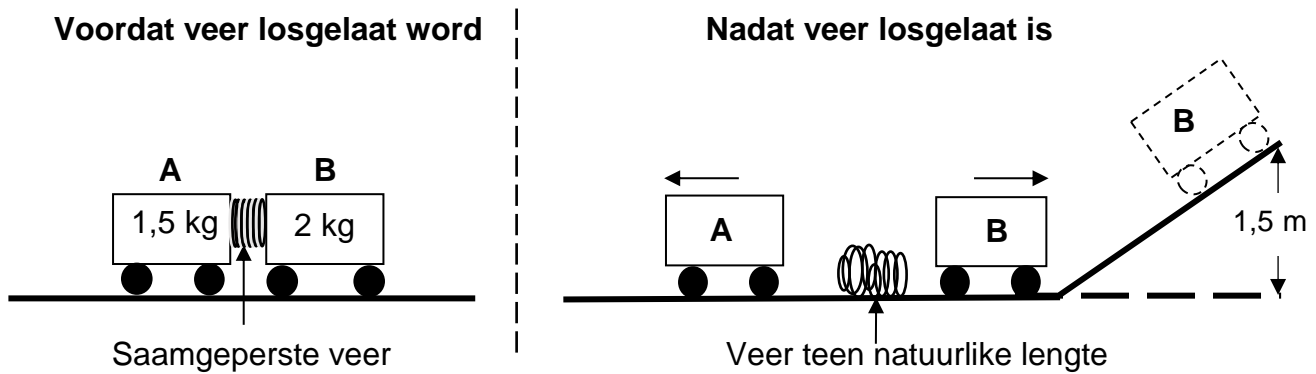 Voordat veer losgelaat word
Nadat veer losgelaat is
A
B
1,5 kg
2 kg
Saamgeperste veer
A
B
B
1,5 m
Veer teen natuurlike lengte